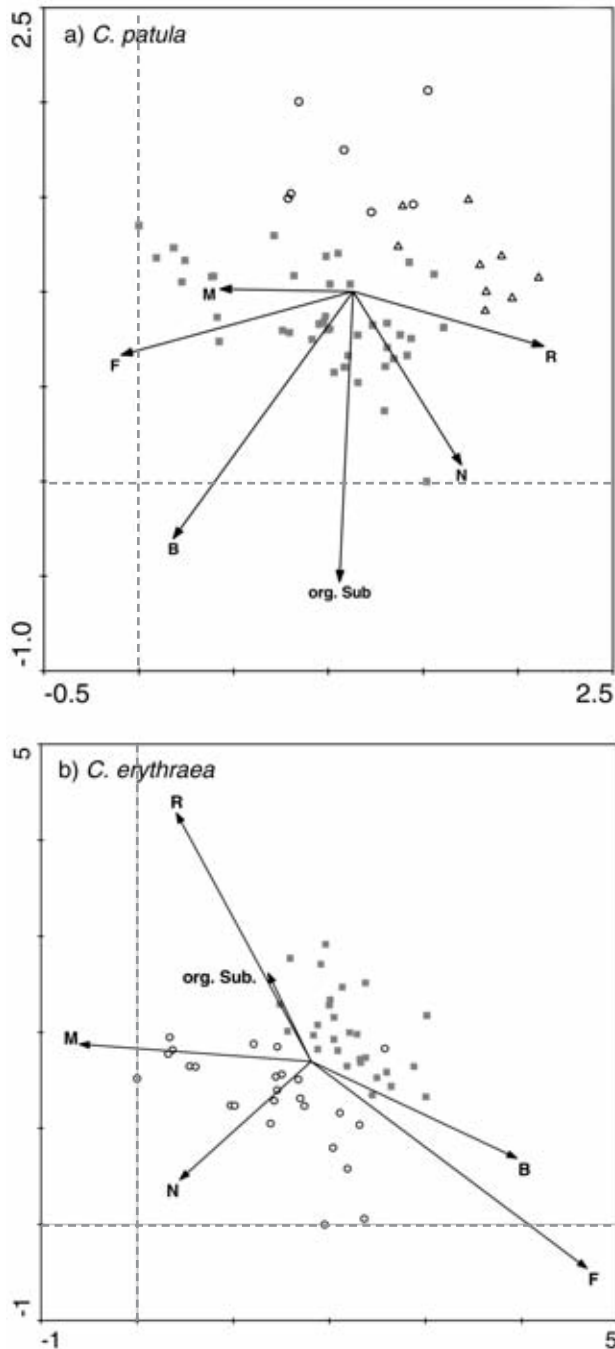 2.5
a) C. patula
M
F
R
N
B
org. Sub
-1.0
-0.5
2.5
5
b) C. erythraea
R
org. Sub.
M
B
N
F
-1
-1
5